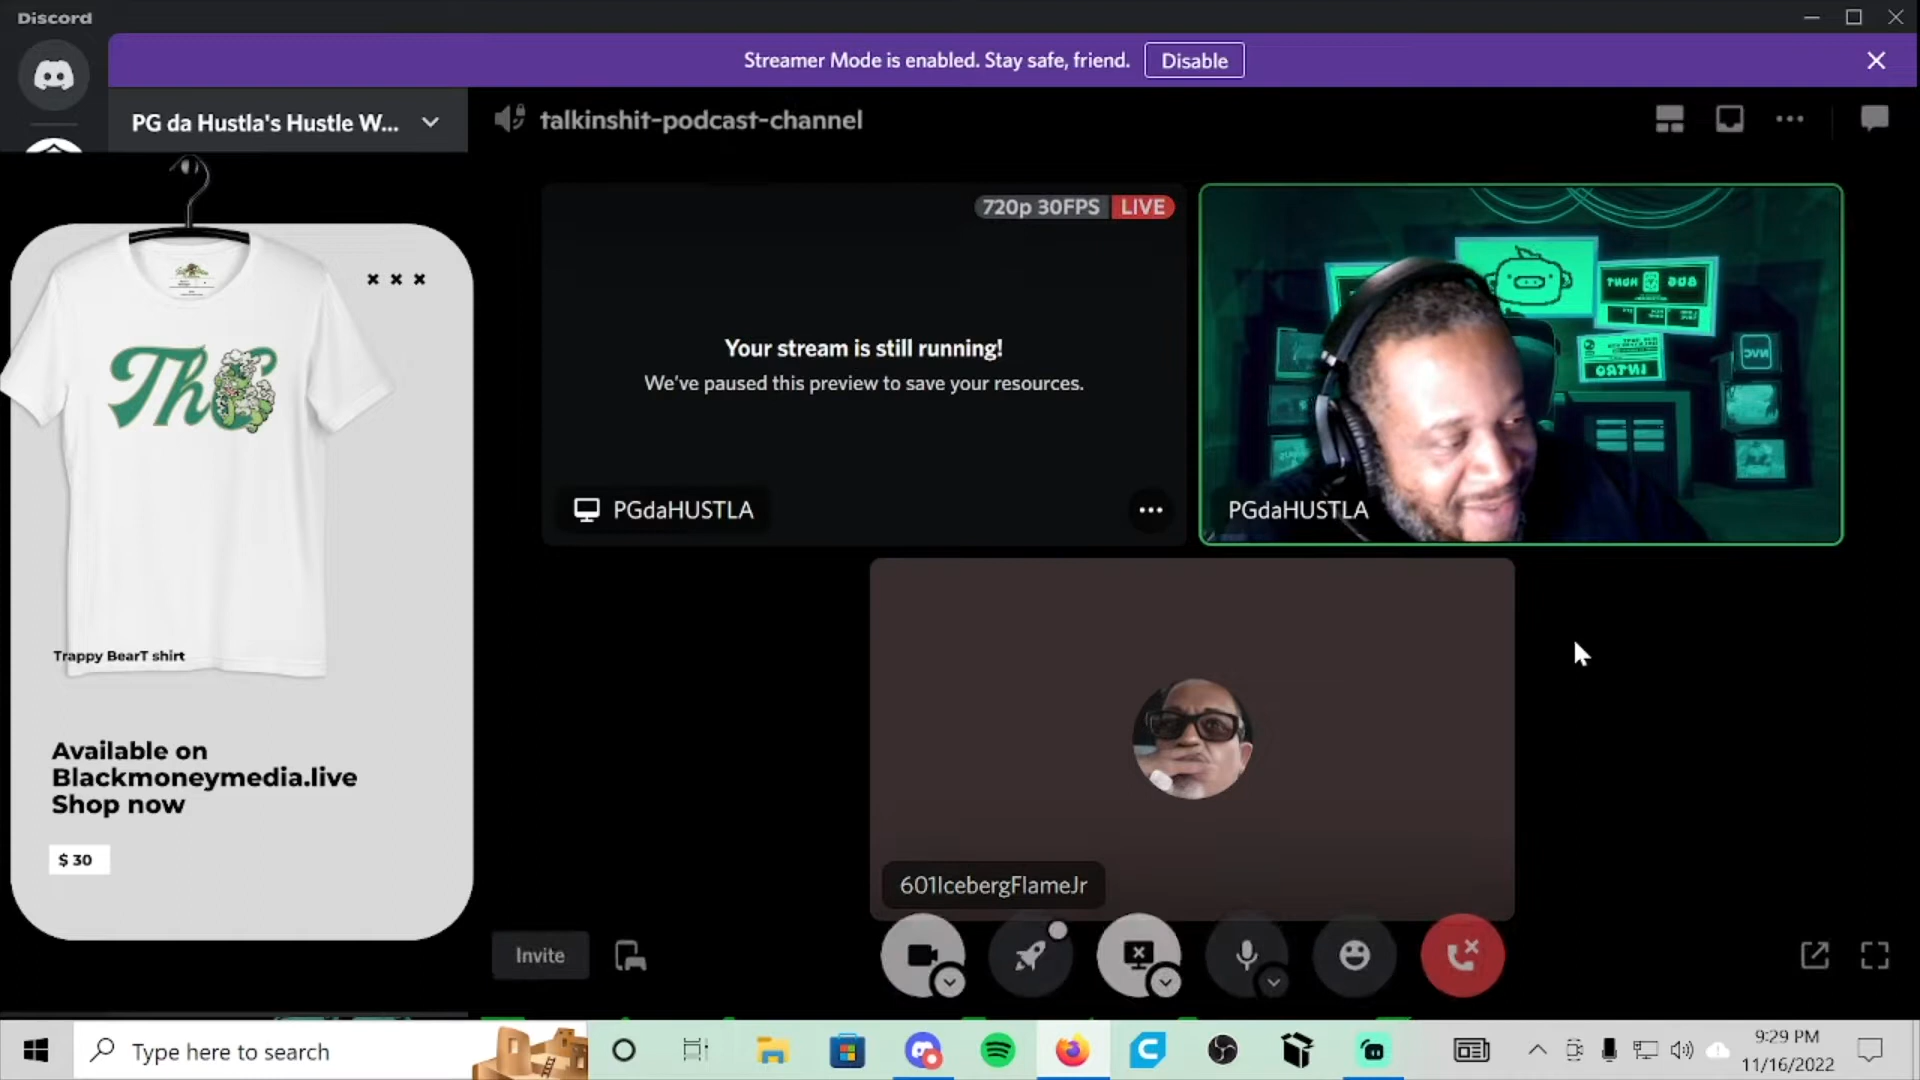 Discord
Streamer Mode is enabled. Stay safe, friend.
Disable
PG da Hustla's Hustle W...
talkinshit-podcast-channel
720p 30FPS
LIVE
Your stream is still running!
We've paused this preview to save your resources.
PGdaHUSTLA
PGdaHUSTLA
INTRO
The
Trappy BearT shirt
Available on
Blackmoneymedia.live
Shop now
$ 30
601IcebergFlameJr
Invite
Type here to search
9:29 PM
11/16/2022